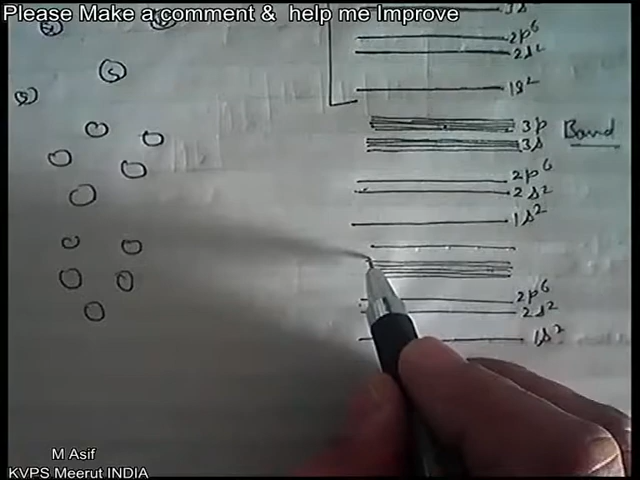 Please Make a comment & help me Improve
3s
2p⁶
2s²
1s²
3p Band
3s
2p⁶
2s²
1s²
2p⁶
2s²
1s²
M Asif
KVPS Meerut INDIA